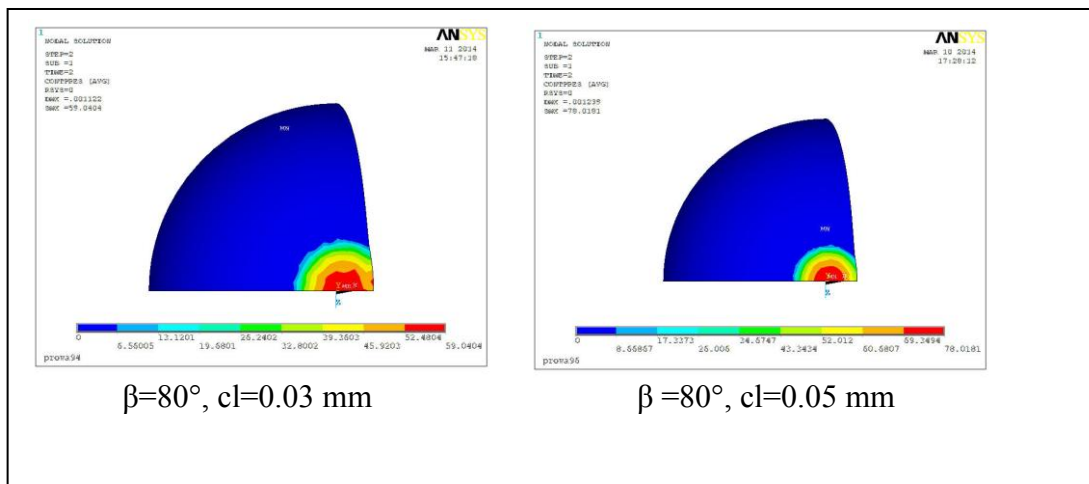 1
NODAL SOLUTION
STEP=2
SUB =1
TIME=2
CONTPRES (AVG)
RSYS=0
DMX =.001122
SMX =59.0404
ANSYS
MAR 11 2014
15:47:18
MN
Y MX X
Z
0 13.1201 26.2402 39.3603 52.4804
6.56005 19.6801 32.8002 45.9203 59.0404
prova94
β=80°, cl=0.03 mm
1
NODAL SOLUTION
STEP=2
SUB =1
TIME=2
CONTPRES (AVG)
RSYS=0
DMX =.001239
SMX =78.0181
ANSYS
MAR 10 2014
17:28:12
MN
Z
0 17.3373 34.6747 52.012 69.3494
8.66867 26.006 43.3434 60.6807 78.0181
β =80°, cl=0.05 mm